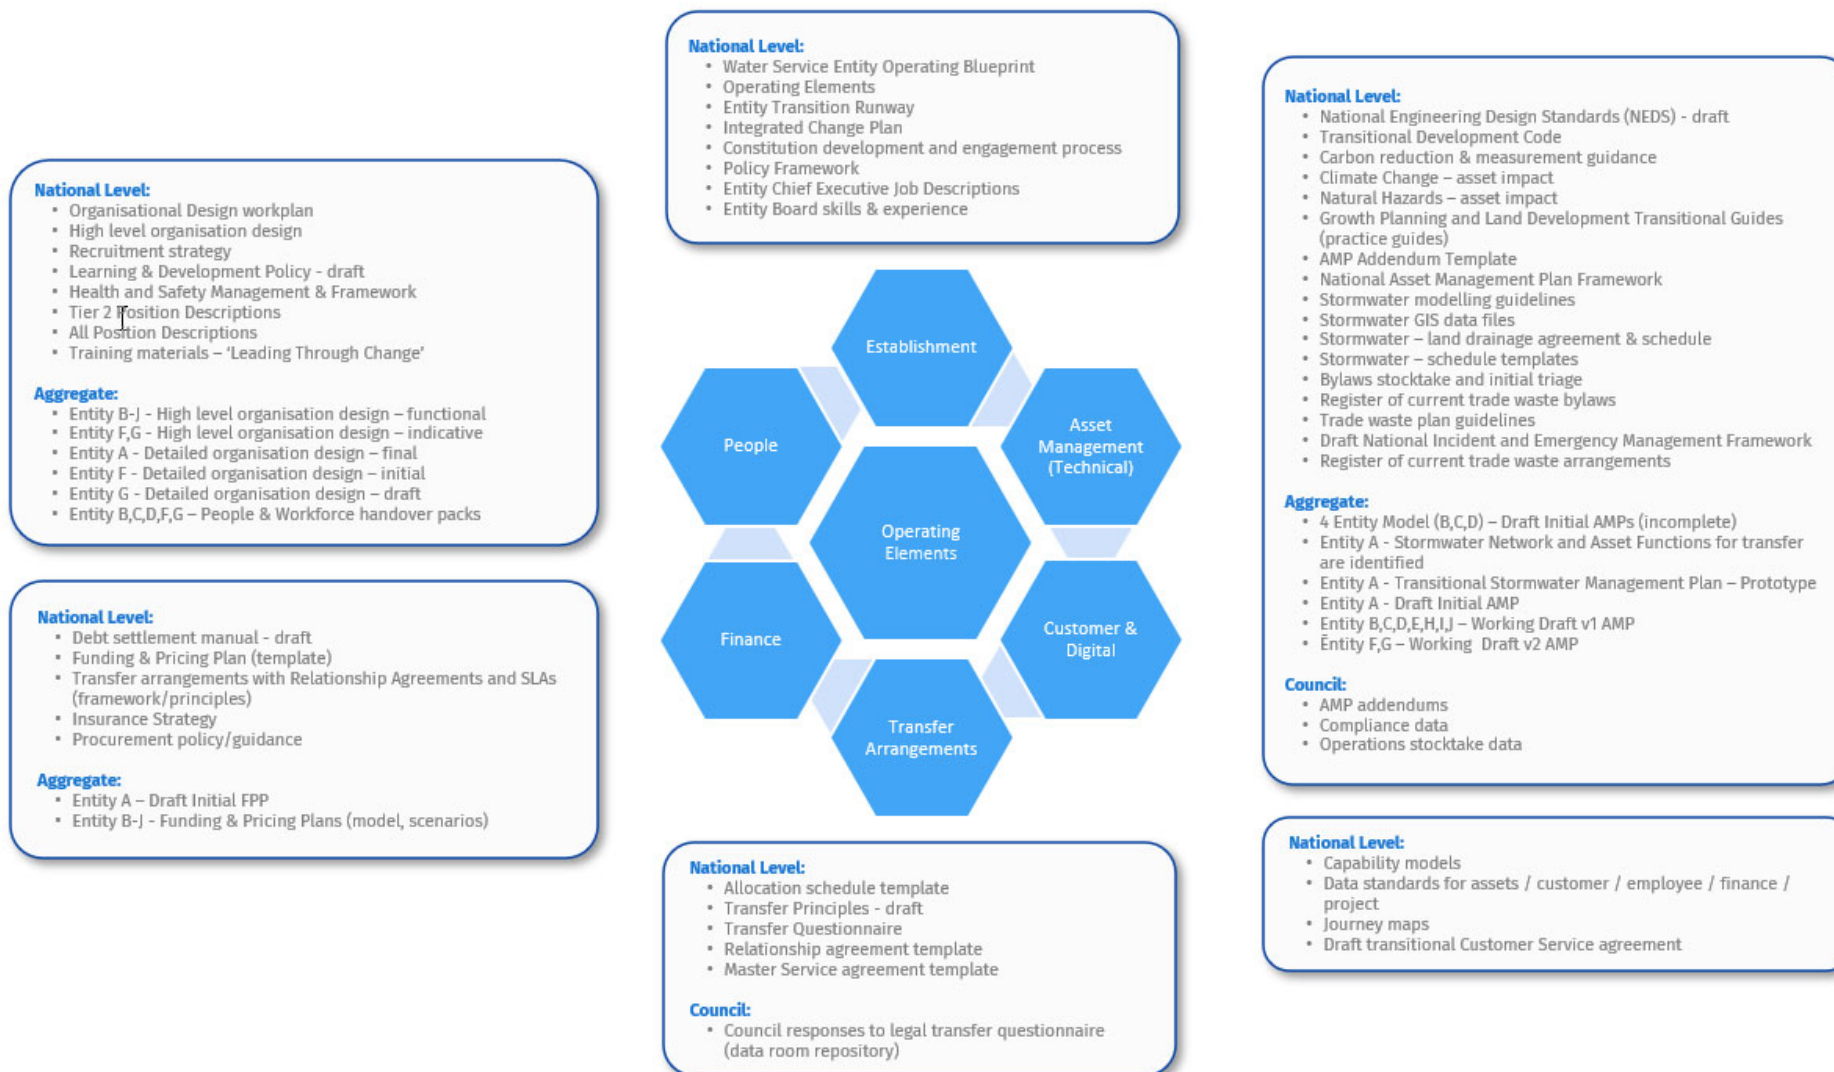 National Level:
• Water Service Entity Operating Blueprint
• Operating Elements
• Entity Transition Runway
• Integrated Change Plan
• Constitution development and engagement process
• Policy Framework
• Entity Chief Executive Job Descriptions
• Entity Board skills & experience
National Level:
• Organisational Design workplan
• High level organisation design
• Recruitment strategy
• Learning & Development Policy - draft
• Health and Safety Management & Framework
• Tier 2 Position Descriptions
• All Position Descriptions
• Training materials – ‘Leading Through Change’
Aggregate:
• Entity B-J - High level organisation design – functional
• Entity F,G - High level organisation design – indicative
• Entity A - Detailed organisation design – final
• Entity F - Detailed organisation design – initial
• Entity G - Detailed organisation design – draft
• Entity B,C,D,F,G – People & Workforce handover packs
National Level:
• Debt settlement manual - draft
• Funding & Pricing Plan (template)
• Transfer arrangements with Relationship Agreements and SLAs
(framework/principles)
• Insurance Strategy
• Procurement policy/guidance
Aggregate:
• Entity A – Draft Initial FPP
• Entity B-J - Funding & Pricing Plans (model, scenarios)
Establishment
People
Asset
Management
(Technical)
Operating
Elements
Finance
Customer &
Digital
Transfer
Arrangements
National Level:
• Allocation schedule template
• Transfer Principles - draft
• Transfer Questionnaire
• Relationship agreement template
• Master Service agreement template
Council:
• Council responses to legal transfer questionnaire
(data room repository)
National Level:
• National Engineering Design Standards (NEDS) - draft
• Transitional Development Code
• Carbon reduction & measurement guidance
• Climate Change – asset impact
• Natural Hazards – asset impact
• Growth Planning and Land Development Transitional Guides
(practice guides)
• AMP Addendum Template
• National Asset Management Plan Framework
• Stormwater modelling guidelines
• Stormwater GIS data files
• Stormwater – land drainage agreement & schedule
• Stormwater – schedule templates
• Bylaws stocktake and initial triage
• Register of current trade waste bylaws
• Trade waste plan guidelines
• Draft National Incident and Emergency Management Framework
• Register of current trade waste arrangements
Aggregate:
• 4 Entity Model (B,C,D) – Draft Initial AMPs (incomplete)
• Entity A - Stormwater Network and Asset Functions for transfer
are identified
• Entity A - Transitional Stormwater Management Plan – Prototype
• Entity A - Draft Initial AMP
• Entity B,C,D,E,H,I,J – Working Draft v1 AMP
• Ēntity F,G – Working Draft v2 AMP
Council:
• AMP addendums
• Compliance data
• Operations stocktake data
National Level:
• Capability models
• Data standards for assets / customer / employee / finance /
project
• Journey maps
• Draft transitional Customer Service agreement